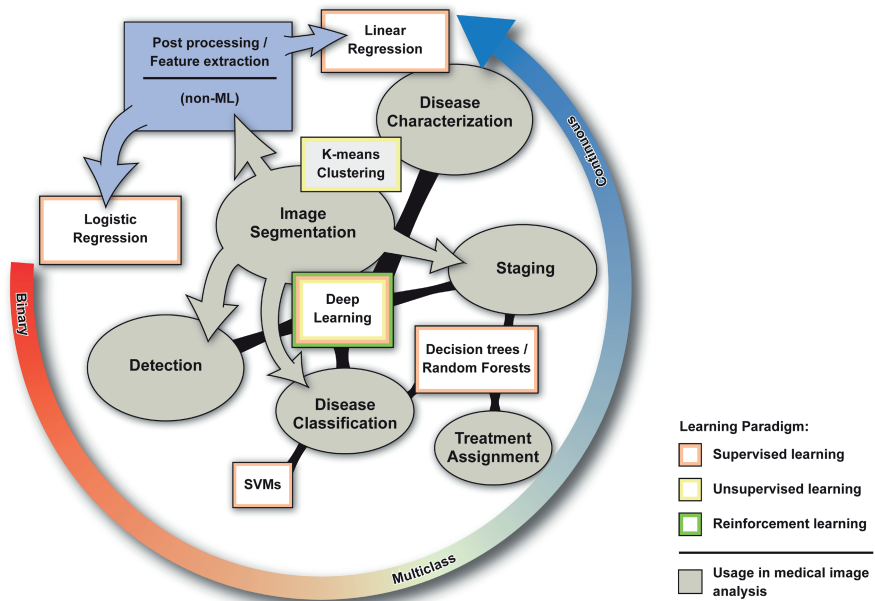 Post processing /
Feature extraction
(non-ML)
Linear
Regression
Disease
Characterization
K-means
Clustering
Continuous
Logistic
Regression
Image
Segmentation
Staging
Binary
Deep
Learning
Detection
Decision trees /
Random Forests
Disease
Classification
Treatment
Assignment
SVMs
Multiclass
Learning Paradigm:
Supervised learning
Unsupervised learning
Reinforcement learning
Usage in medical image
analysis